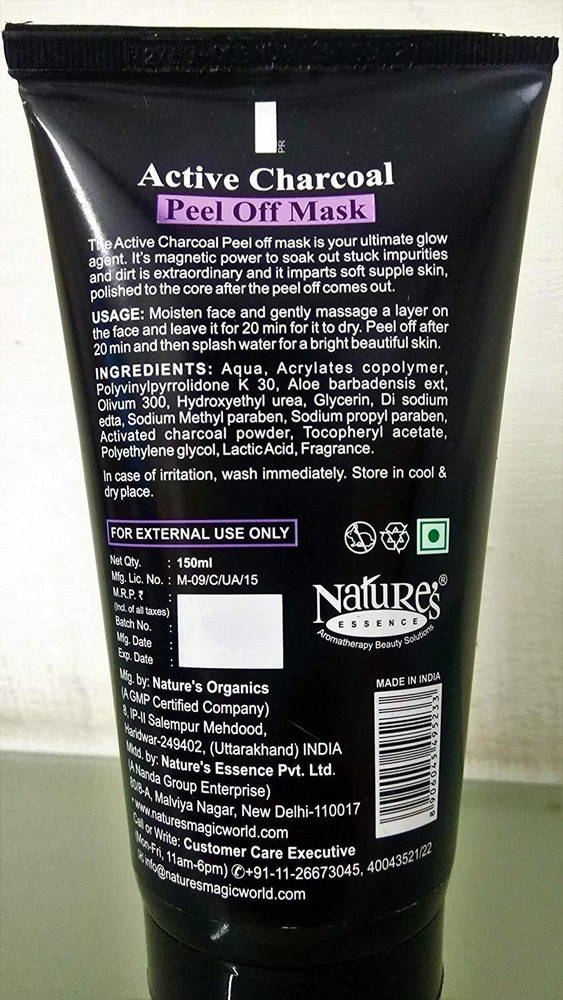 PR
Active Charcoal
Peel Off Mask
The Active Charcoal Peel off mask is your ultimate glow
agent. It's magnetic power to soak out stuck impurities
and dirt is extraordinary and it imparts soft supple skin,
polished to the core after the peel off comes out.
USAGE: Moisten face and gently massage a layer on
the face and leave it for 20 min for it to dry. Peel off after
20 min and then splash water for a bright beautiful skin.
INGREDIENTS: Aqua, Acrylates copolymer,
Polyvinylpyrrolidone K 30, Aloe barbadensis ext,
Olivum 300, Hydroxyethyl urea, Glycerin, Di sodium
edta, Sodium Methyl paraben, Sodium propyl paraben,
Activated charcoal powder, Tocopheryl acetate,
Polyethylene glycol, Lactic Acid, Fragrance.
In case of irritation, wash immediately. Store in cool &
dry place.
FOR EXTERNAL USE ONLY
Net Qty. : 150ml
Mfg. Lic. No. : M-09/C/UA/15
M.R.P. ₹ :
(Incl. of all taxes)
Batch No. :
Mfg. Date :
Exp. Date :
Nature's®
ESSENCE
Aromatherapy Beauty Solutions
Mfg. by: Nature's Organics
(A GMP Certified Company)
8, IP-II Salempur Mehdood,
Haridwar-249402, (Uttarakhand) INDIA
Mktd. by: Nature's Essence Pvt. Ltd.
(A Nanda Group Enterprise)
80/8-A, Malviya Nagar, New Delhi-110017
www.naturesmagicworld.com
Call or Write: Customer Care Executive
(Mon-Fri, 11am-6pm) ✆+91-11-26673045, 40043521/22
✉info@naturesmagicworld.com
MADE IN INDIA
8 906045 495233